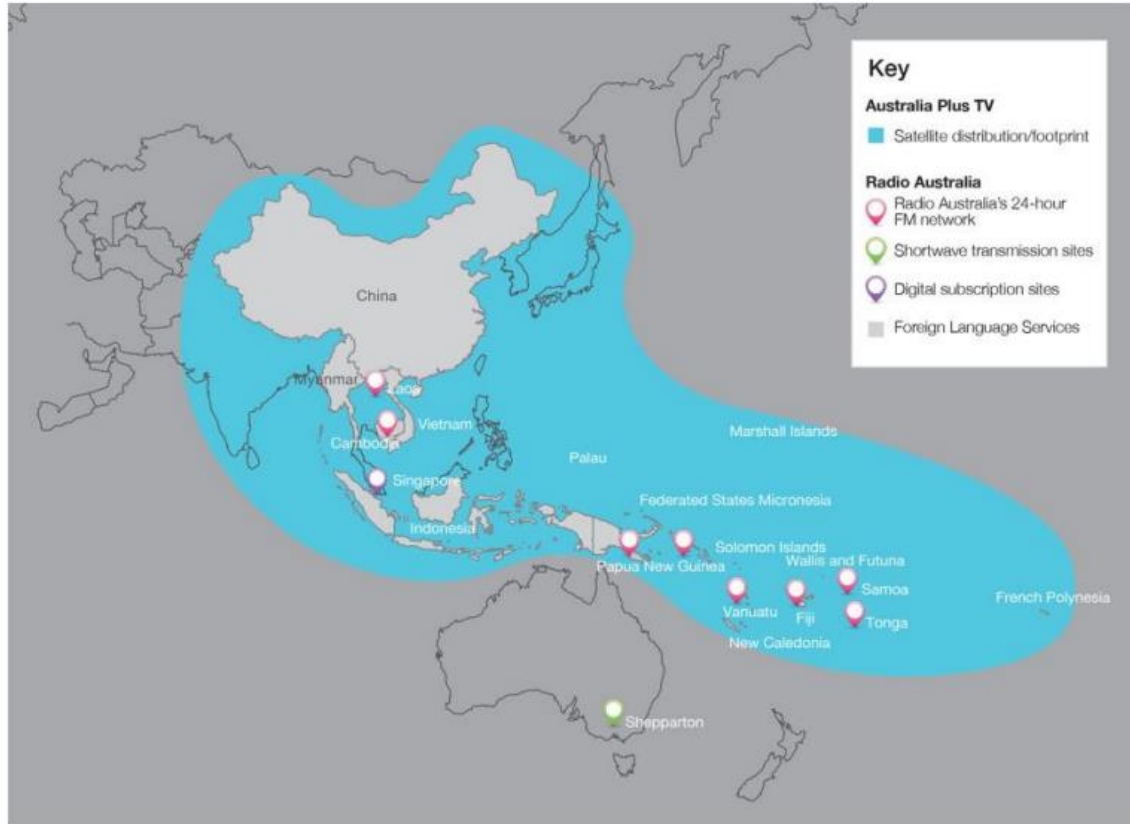 Key
Australia Plus TV
Satellite distribution/footprint
Radio Australia
Radio Australia's 24-hour
FM network
Shortwave transmission sites
Digital subscription sites
Foreign Language Services
China
Myanmar
Laos
Vietnam
Cambodia
Singapore
Indonesia
Marshall Islands
Palau
Federated States Micronesia
Solomon Islands
Papua New Guinea
Wallis and Futuna
Samoa
French Polynesia
Vanuatu
Fiji
Tonga
New Caledonia
Shepparton